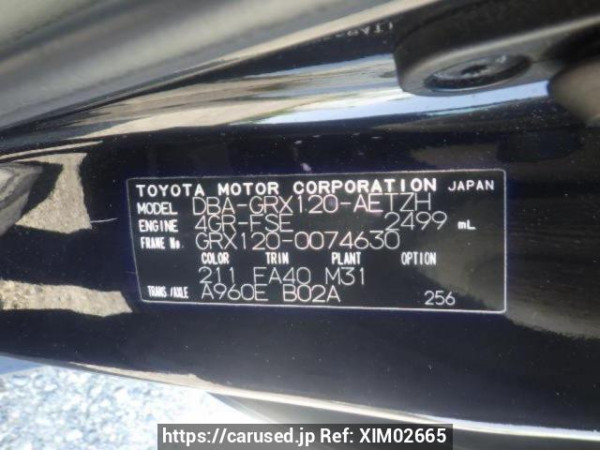 TOYOTA MOTOR CORPORATION JAPAN
MODEL DBA-GRX120-AETZH
ENGINE 4GR-FSE 2499 mL
FRAME No. GRX120-0074630
COLOR TRIM PLANT OPTION
211 FA40 M31
TRANS/AXLE A960E B02A 256
https://carused.jp Ref: XIM02665